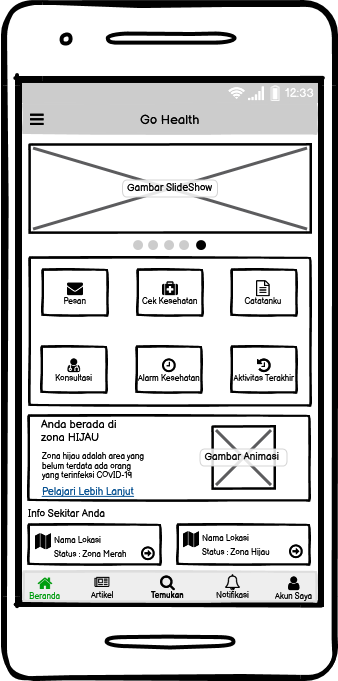 12:33
Go Health
Gambar SlideShow
Pesan
Cek Kesehatan
Catatanku
Konsultasi
Alarm Kesehatan
Aktivitas Terakhir
Anda berada di
zona HIJAU
Zona hijau adalah area yang
belum terdata ada orang
yang terinfeksi COVID-19
Pelajari Lebih Lanjut
Gambar Animasi
Info Sekitar Anda
Nama Lokasi
Status : Zona Merah
Nama Lokasi
Status : Zona Hijau
Beranda
Artikel
Temukan
Notifikasi
Akun Saya